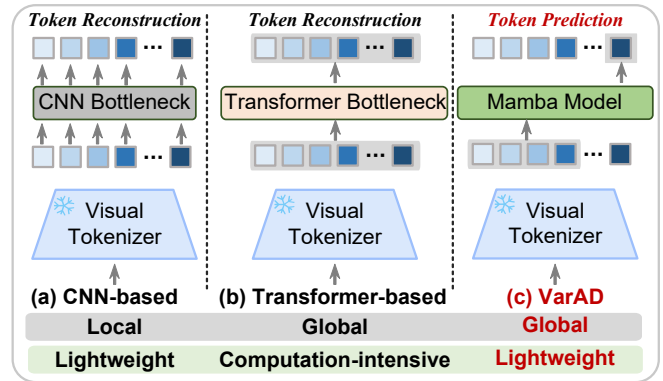 Token Reconstruction Token Reconstruction Token Prediction
... ... ...
CNN Bottleneck Transformer Bottleneck Mamba Model
... ... ...
Visual Tokenizer Visual Tokenizer Visual Tokenizer
(a) CNN-based (b) Transformer-based (c) VarAD
Local Global Global
Lightweight Computation-intensive Lightweight